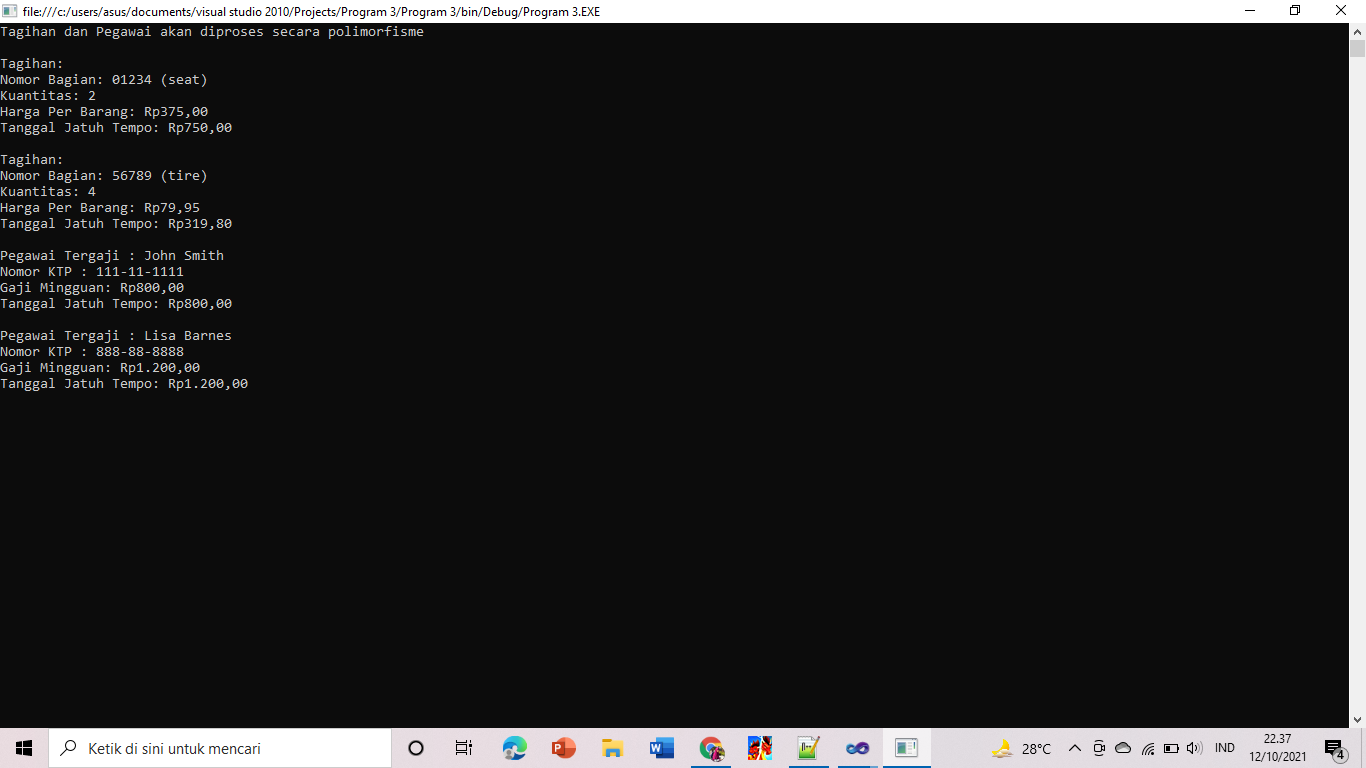 file:///c:/users/asus/documents/visual studio 2010/Projects/Program 3/Program 3/bin/Debug/Program 3.EXE
Tagihan dan Pegawai akan diproses secara polimorfisme
Tagihan:
Nomor Bagian: 01234 (seat)
Kuantitas: 2
Harga Per Barang: Rp375,00
Tanggal Jatuh Tempo: Rp750,00
Tagihan:
Nomor Bagian: 56789 (tire)
Kuantitas: 4
Harga Per Barang: Rp79,95
Tanggal Jatuh Tempo: Rp319,80
Pegawai Tergaji : John Smith
Nomor KTP : 111-11-1111
Gaji Mingguan: Rp800,00
Tanggal Jatuh Tempo: Rp800,00
Pegawai Tergaji : Lisa Barnes
Nomor KTP : 888-88-8888
Gaji Mingguan: Rp1.200,00
Tanggal Jatuh Tempo: Rp1.200,00
Ketik di sini untuk mencari
28°C
IND
22.37
12/10/2021
4